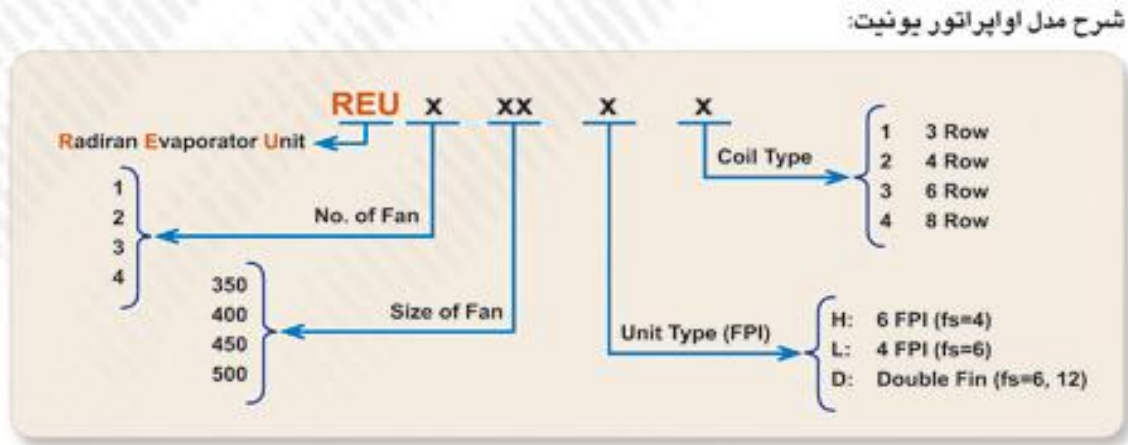 شرح مدل اواپراتور یونیت:
REU x xx x x
Radiran Evaporator Unit
No. of Fan
1
2
3
4
Size of Fan
350
400
450
500
Unit Type (FPI)
H: 6 FPI (fs=4)
L: 4 FPI (fs=6)
D: Double Fin (fs=6, 12)
Coil Type
1 3 Row
2 4 Row
3 6 Row
4 8 Row